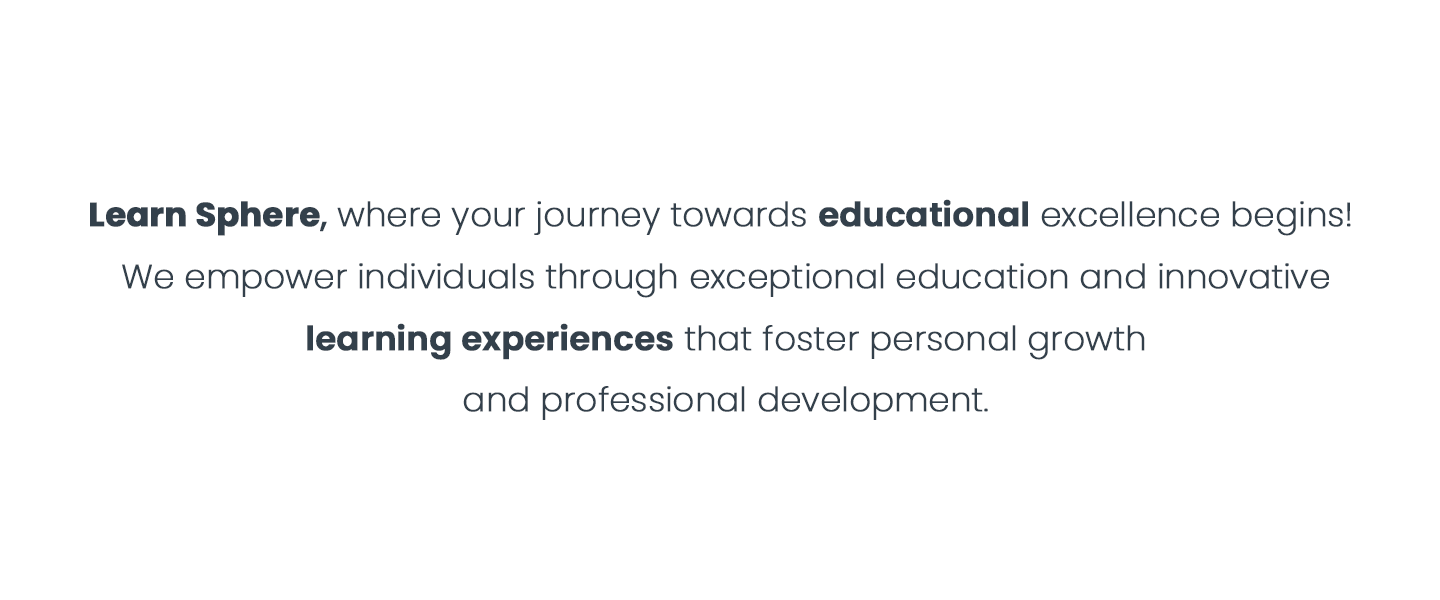 Learn Sphere, where your journey towards educational excellence begins!
We empower individuals through exceptional education and innovative
learning experiences that foster personal growth
and professional development.